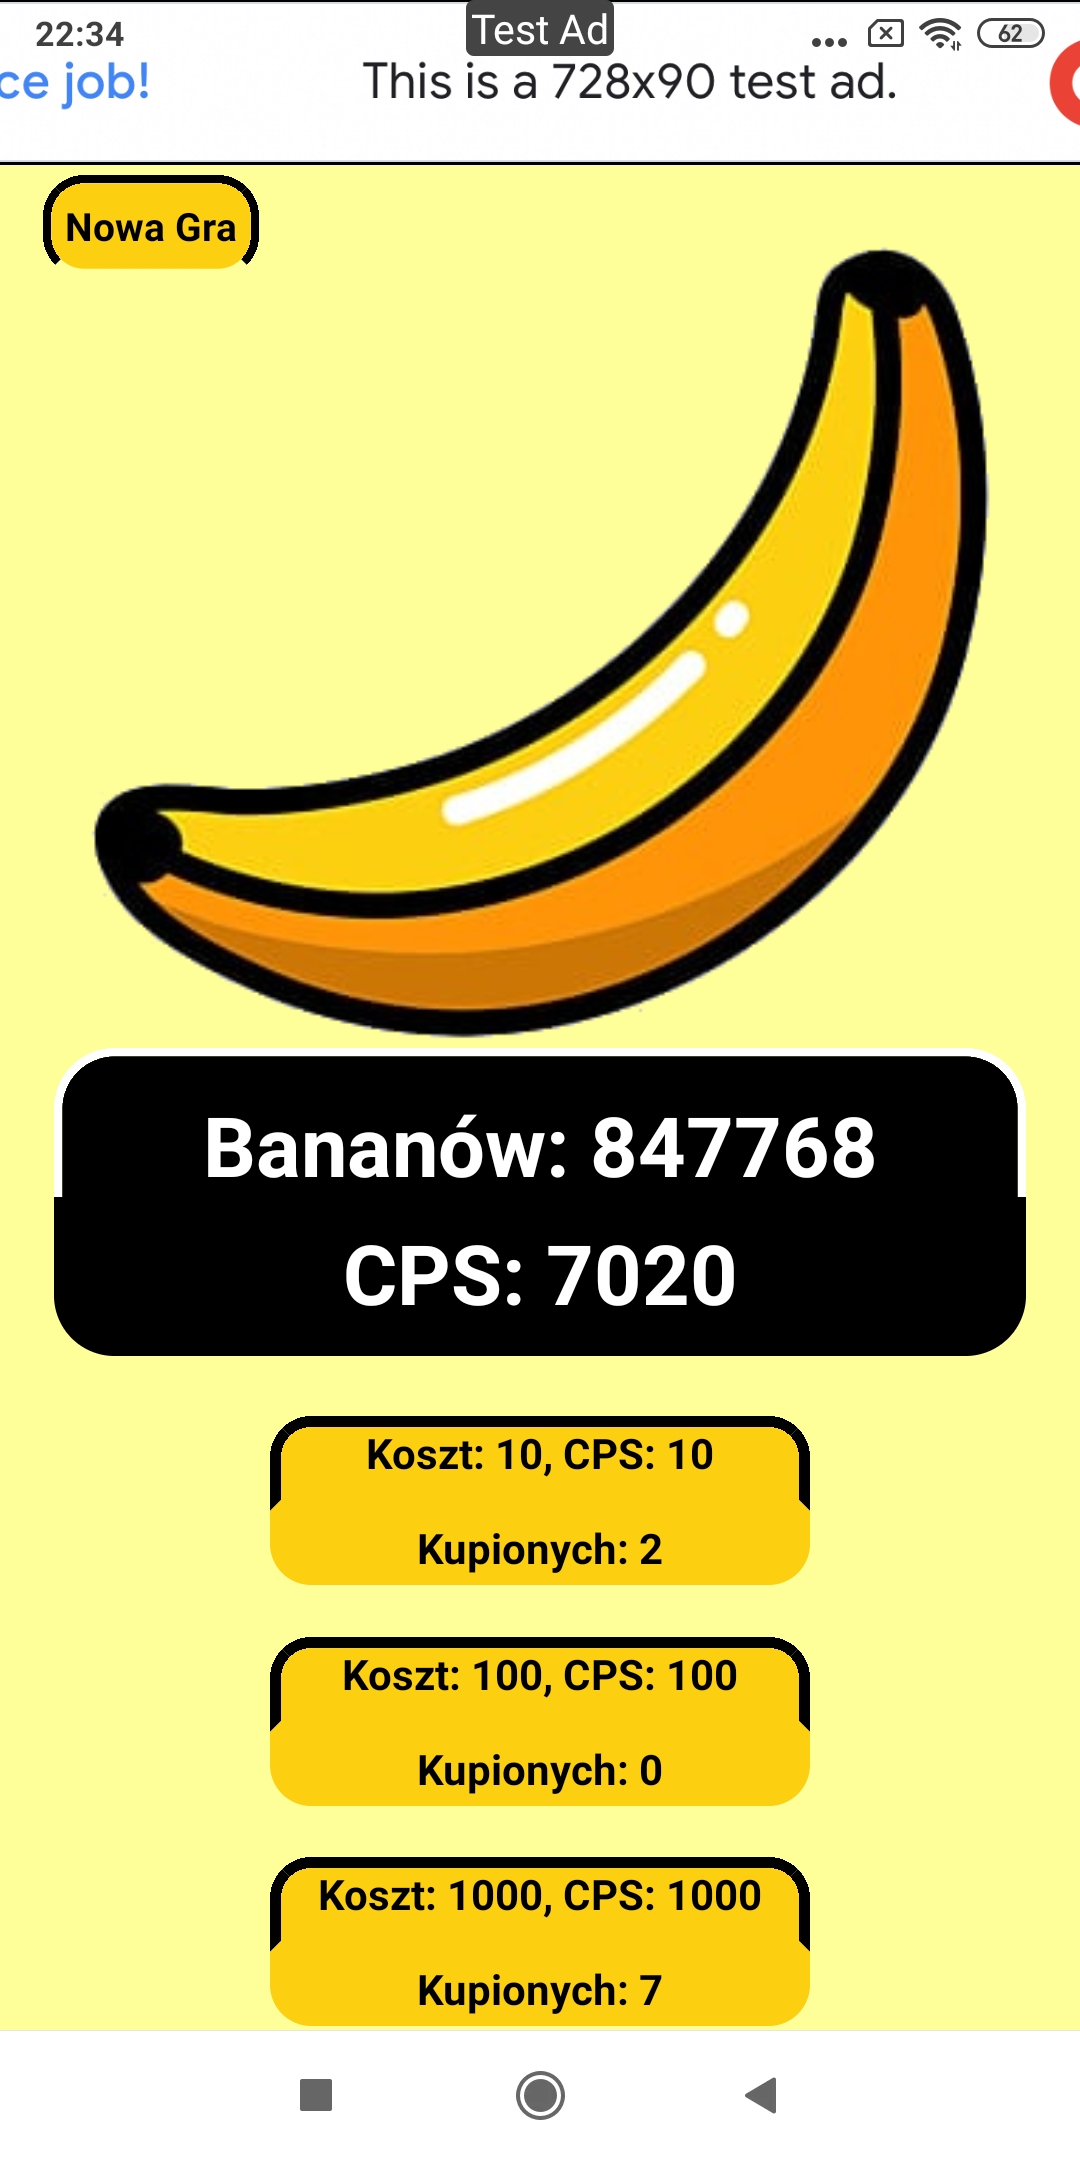 22:34
Test Ad
62
ce job!
This is a 728x90 test ad.
Nowa Gra
Bananów: 847768
CPS: 7020
Koszt: 10, CPS: 10
Kupionych: 2
Koszt: 100, CPS: 100
Kupionych: 0
Koszt: 1000, CPS: 1000
Kupionych: 7